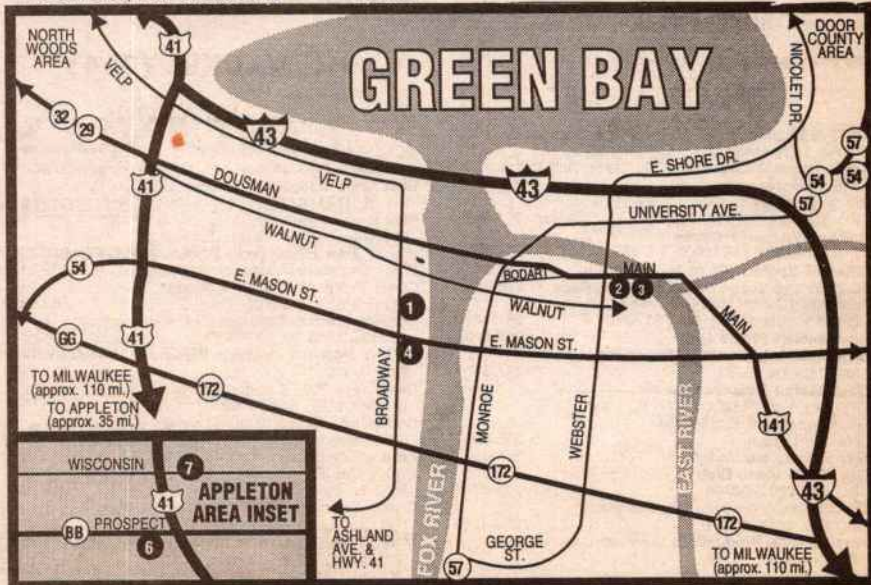 NORTH
WOODS
AREA
41
VELP
GREEN BAY
DOOR
COUNTY
AREA
NICOLET DR.
32
29
43
41
VELP
DOUSMAN
WALNUT
43
E. SHORE DR.
57
54
54
57
UNIVERSITY AVE.
54
E. MASON ST.
BODART
MAIN
2
3
WALNUT
MAIN
1
4
E. MASON ST.
GG
41
TO MILWAUKEE
(approx. 110 mi.)
TO APPLETON
(approx. 35 mi.)
172
BROADWAY
MONROE
WEBSTER
EAST RIVER
141
43
172
172
FOX RIVER
TO
ASHLAND
AVE. &
HWY. 41
57
GEORGE
ST.
TO MILWAUKEE
(approx. 110 mi.)
WISCONSIN
7
41
APPLETON
AREA INSET
BB
PROSPECT
6